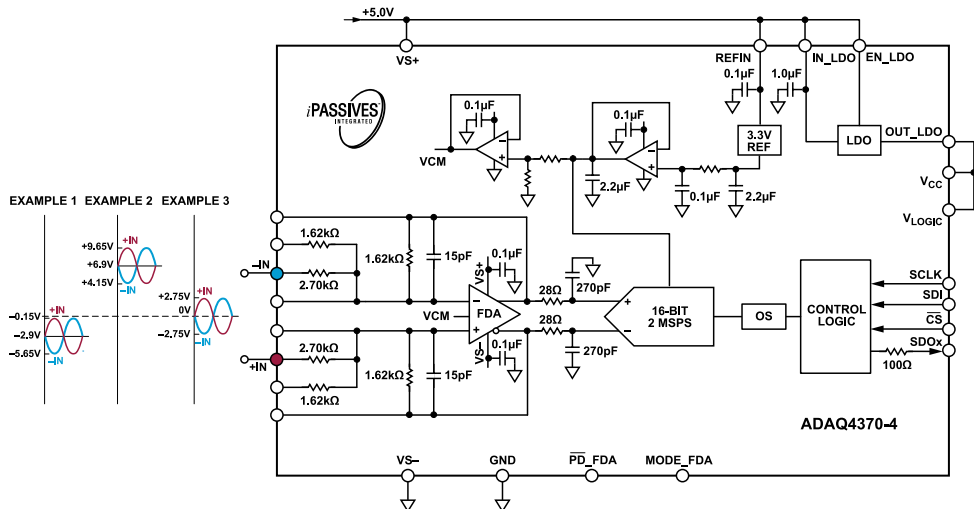 +5.0V
VS+
REFIN
IN_LDO
EN_LDO
0.1µF
1.0µF
iPASSIVES
INTEGRATED
0.1µF
0.1µF
3.3V
REF
LDO
OUT_LDO
VCM
2.2µF
0.1µF
2.2µF
VCC
VLOGIC
EXAMPLE 1
EXAMPLE 2
EXAMPLE 3
+9.65V
+IN
+6.9V
+4.15V
–IN
+2.75V
+IN
0V
–2.75V
–IN
–0.15V
+IN
–2.9V
–5.65V
–IN
1.62kΩ
1.62kΩ
15pF
–IN
2.70kΩ
VS+
0.1µF
270pF
28Ω
VCM
FDA
28Ω
270pF
+
–
16-BIT
2 MSPS
OS
CONTROL
LOGIC
SCLK
SDI
CS
SDOx
100Ω
2.70kΩ
+IN
1.62kΩ
1.62kΩ
15pF
VS–
0.1µF
ADAQ4370-4
VS–
GND
PD_FDA
MODE_FDA